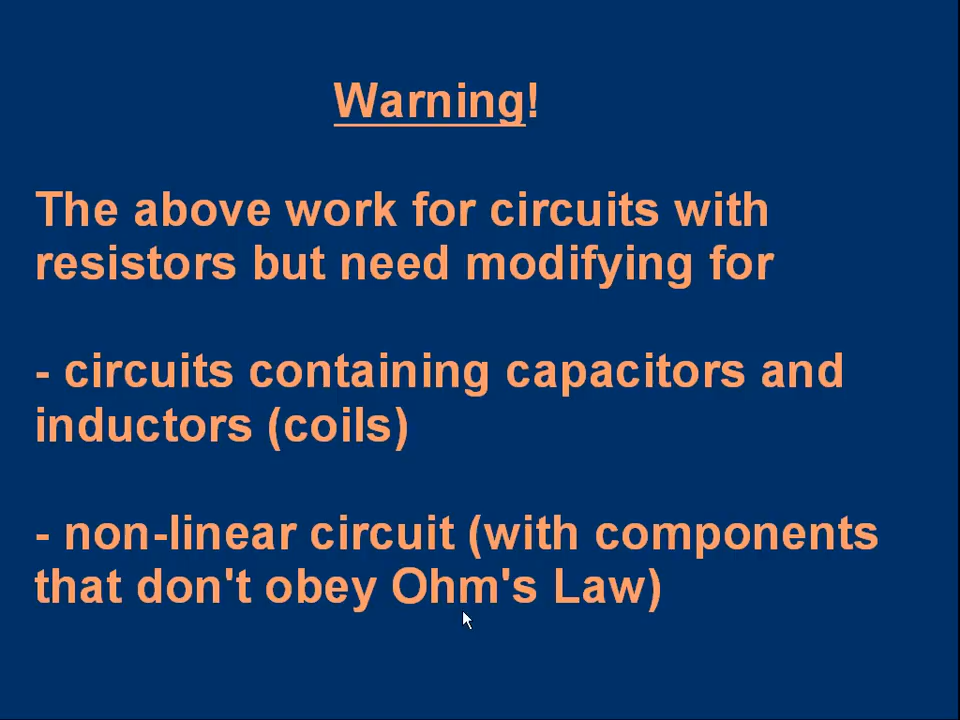 Warning!
The above work for circuits with
resistors but need modifying for
- circuits containing capacitors and
inductors (coils)
- non-linear circuit (with components
that don't obey Ohm's Law)